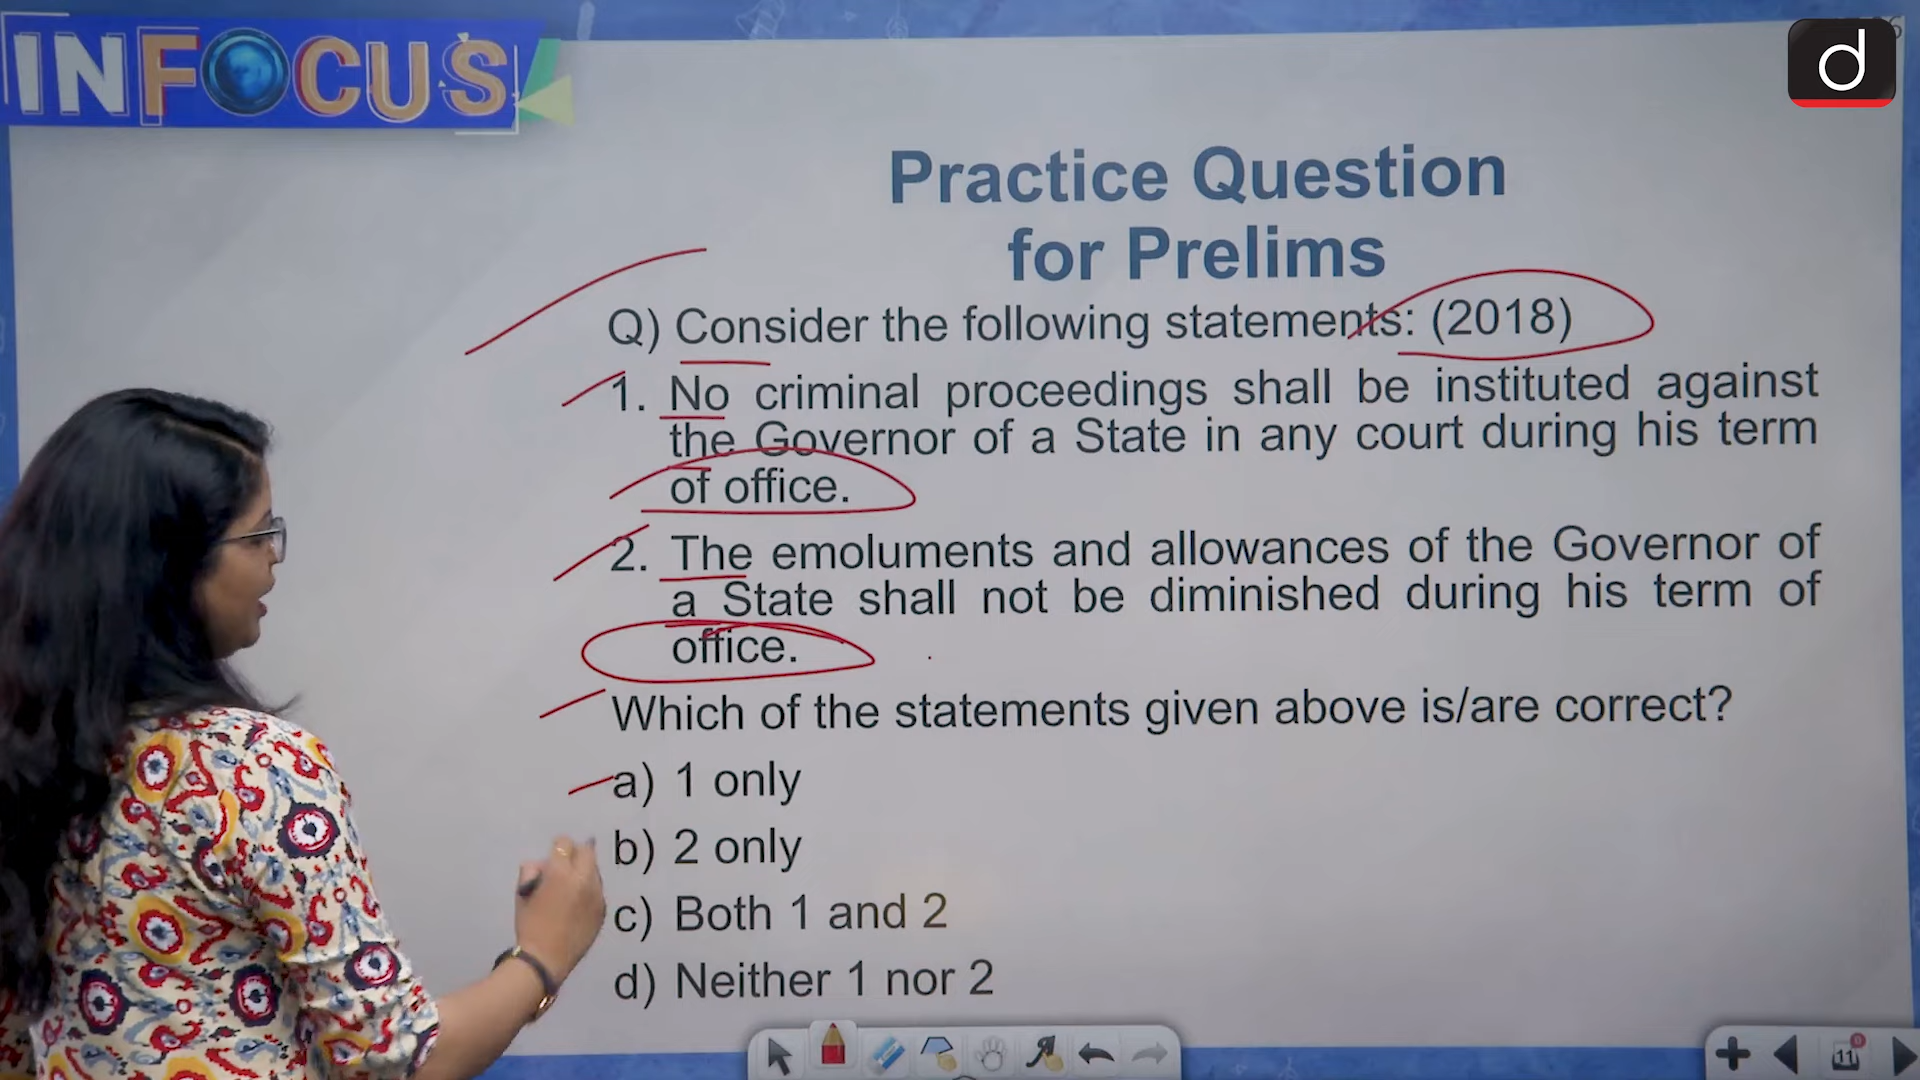 INFOCUS
d
Practice Question
for Prelims
Q) Consider the following statements: (2018)
1. No criminal proceedings shall be instituted against
the Governor of a State in any court during his term
of office.
2. The emoluments and allowances of the Governor of
a State shall not be diminished during his term of
office.
Which of the statements given above is/are correct?
a) 1 only
b) 2 only
c) Both 1 and 2
d) Neither 1 nor 2
11